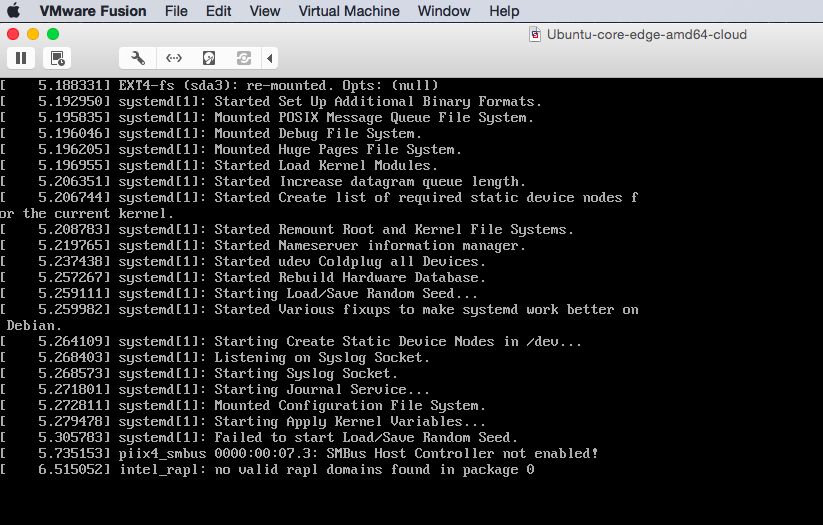 VMware Fusion File Edit View Virtual Machine Window Help
Ubuntu-core-edge-amd64-cloud
[    5.188331] EXT4-fs (sda3): re-mounted. Opts: (null)
[    5.192950] systemd[1]: Started Set Up Additional Binary Formats.
[    5.195835] systemd[1]: Mounted POSIX Message Queue File System.
[    5.196046] systemd[1]: Mounted Debug File System.
[    5.196205] systemd[1]: Mounted Huge Pages File System.
[    5.196955] systemd[1]: Started Load Kernel Modules.
[    5.206351] systemd[1]: Started Increase datagram queue length.
[    5.206744] systemd[1]: Started Create list of required static device nodes f
or the current kernel.
[    5.208783] systemd[1]: Started Remount Root and Kernel File Systems.
[    5.219765] systemd[1]: Started Nameserver information manager.
[    5.237438] systemd[1]: Started udev Coldplug all Devices.
[    5.257267] systemd[1]: Started Rebuild Hardware Database.
[    5.259111] systemd[1]: Starting Load/Save Random Seed...
[    5.259982] systemd[1]: Started Various fixups to make systemd work better on
 Debian.
[    5.264109] systemd[1]: Starting Create Static Device Nodes in /dev...
[    5.268403] systemd[1]: Listening on Syslog Socket.
[    5.268573] systemd[1]: Starting Syslog Socket.
[    5.271801] systemd[1]: Starting Journal Service...
[    5.272811] systemd[1]: Mounted Configuration File System.
[    5.279478] systemd[1]: Starting Apply Kernel Variables...
[    5.305783] systemd[1]: Failed to start Load/Save Random Seed.
[    5.735153] piix4_smbus 0000:00:07.3: SMBus Host Controller not enabled!
[    6.515052] intel_rapl: no valid rapl domains found in package 0